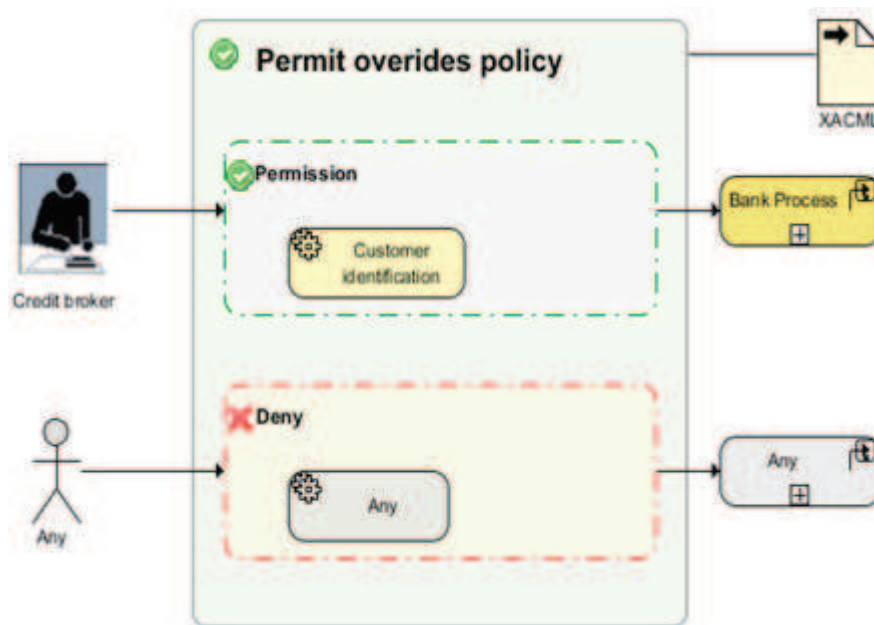 Permit overides policy
XACML
Permission
Bank Process
Customer
identification
Credit broker
Deny
Any
Any
Any